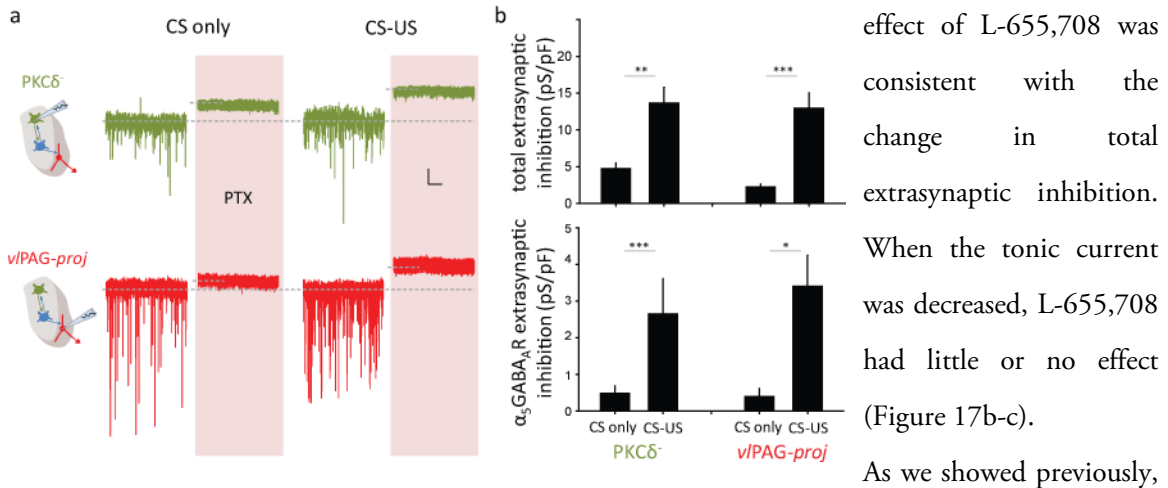 a
CS only
CS-US
PKCδ⁻
PTX
vlPAG-proj
b
total extrasynaptic
inhibition (pS/pF)
20
15
10
5
0
**
***
α₅GABA_AR extrasynaptic
inhibition (pS/pF)
5
4
3
2
1
0
***
*
CS only CS-US
CS only CS-US
PKCδ⁻
vlPAG-proj
effect of L-655,708 was
consistent with the
change in total
extrasynaptic inhibition.
When the tonic current
was decreased, L-655,708
had little or no effect
(Figure 17b-c).
As we showed previously,